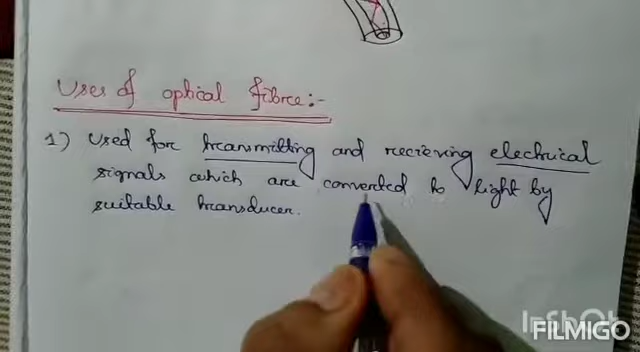 Uses of optical fibre:-
1) Used for transmitting and recieving electrical
signals which are converted to light by
suitable transducer.
InShOt
FILMIGO